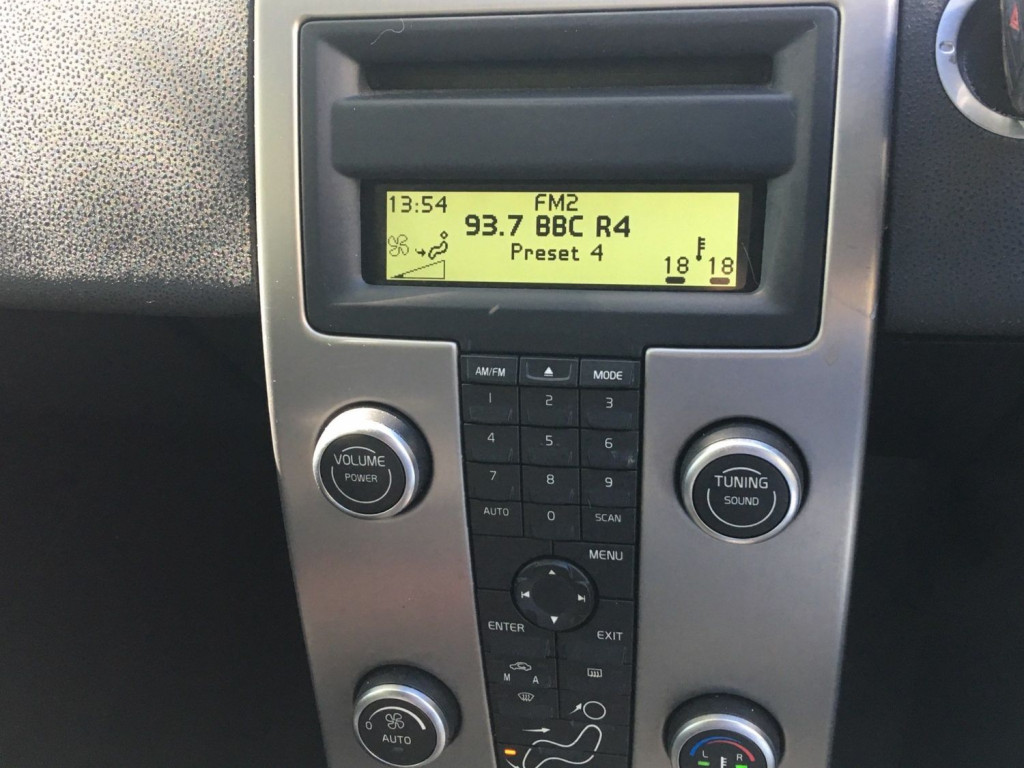 13:54 FM2
93.7 BBC R4
Preset 4
18 18
AM/FM MODE
1 2 3
4 5 6
7 8 9
AUTO 0 SCAN
VOLUME
POWER
TUNING
SOUND
MENU
ENTER EXIT
M A
0 AUTO
L R